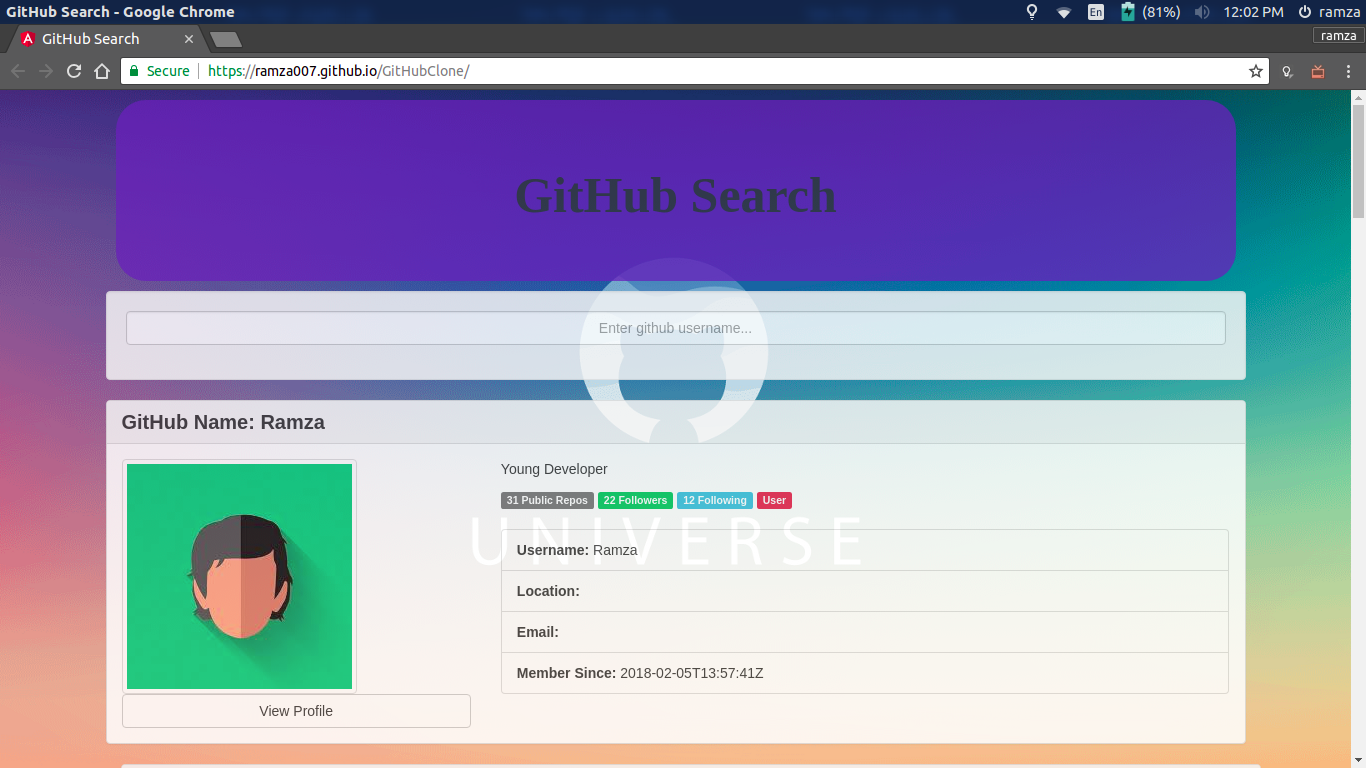 GitHub Search - Google Chrome En (81%) 12:02 PM ramza
GitHub Search ramza
Secure https://ramza007.github.io/GitHubClone/
GitHub Search
Enter github username...
GitHub Name: Ramza
Young Developer
31 Public Repos 22 Followers 12 Following User
UNIVERSE
Username: Ramza
Location:
Email:
Member Since: 2018-02-05T13:57:41Z
View Profile